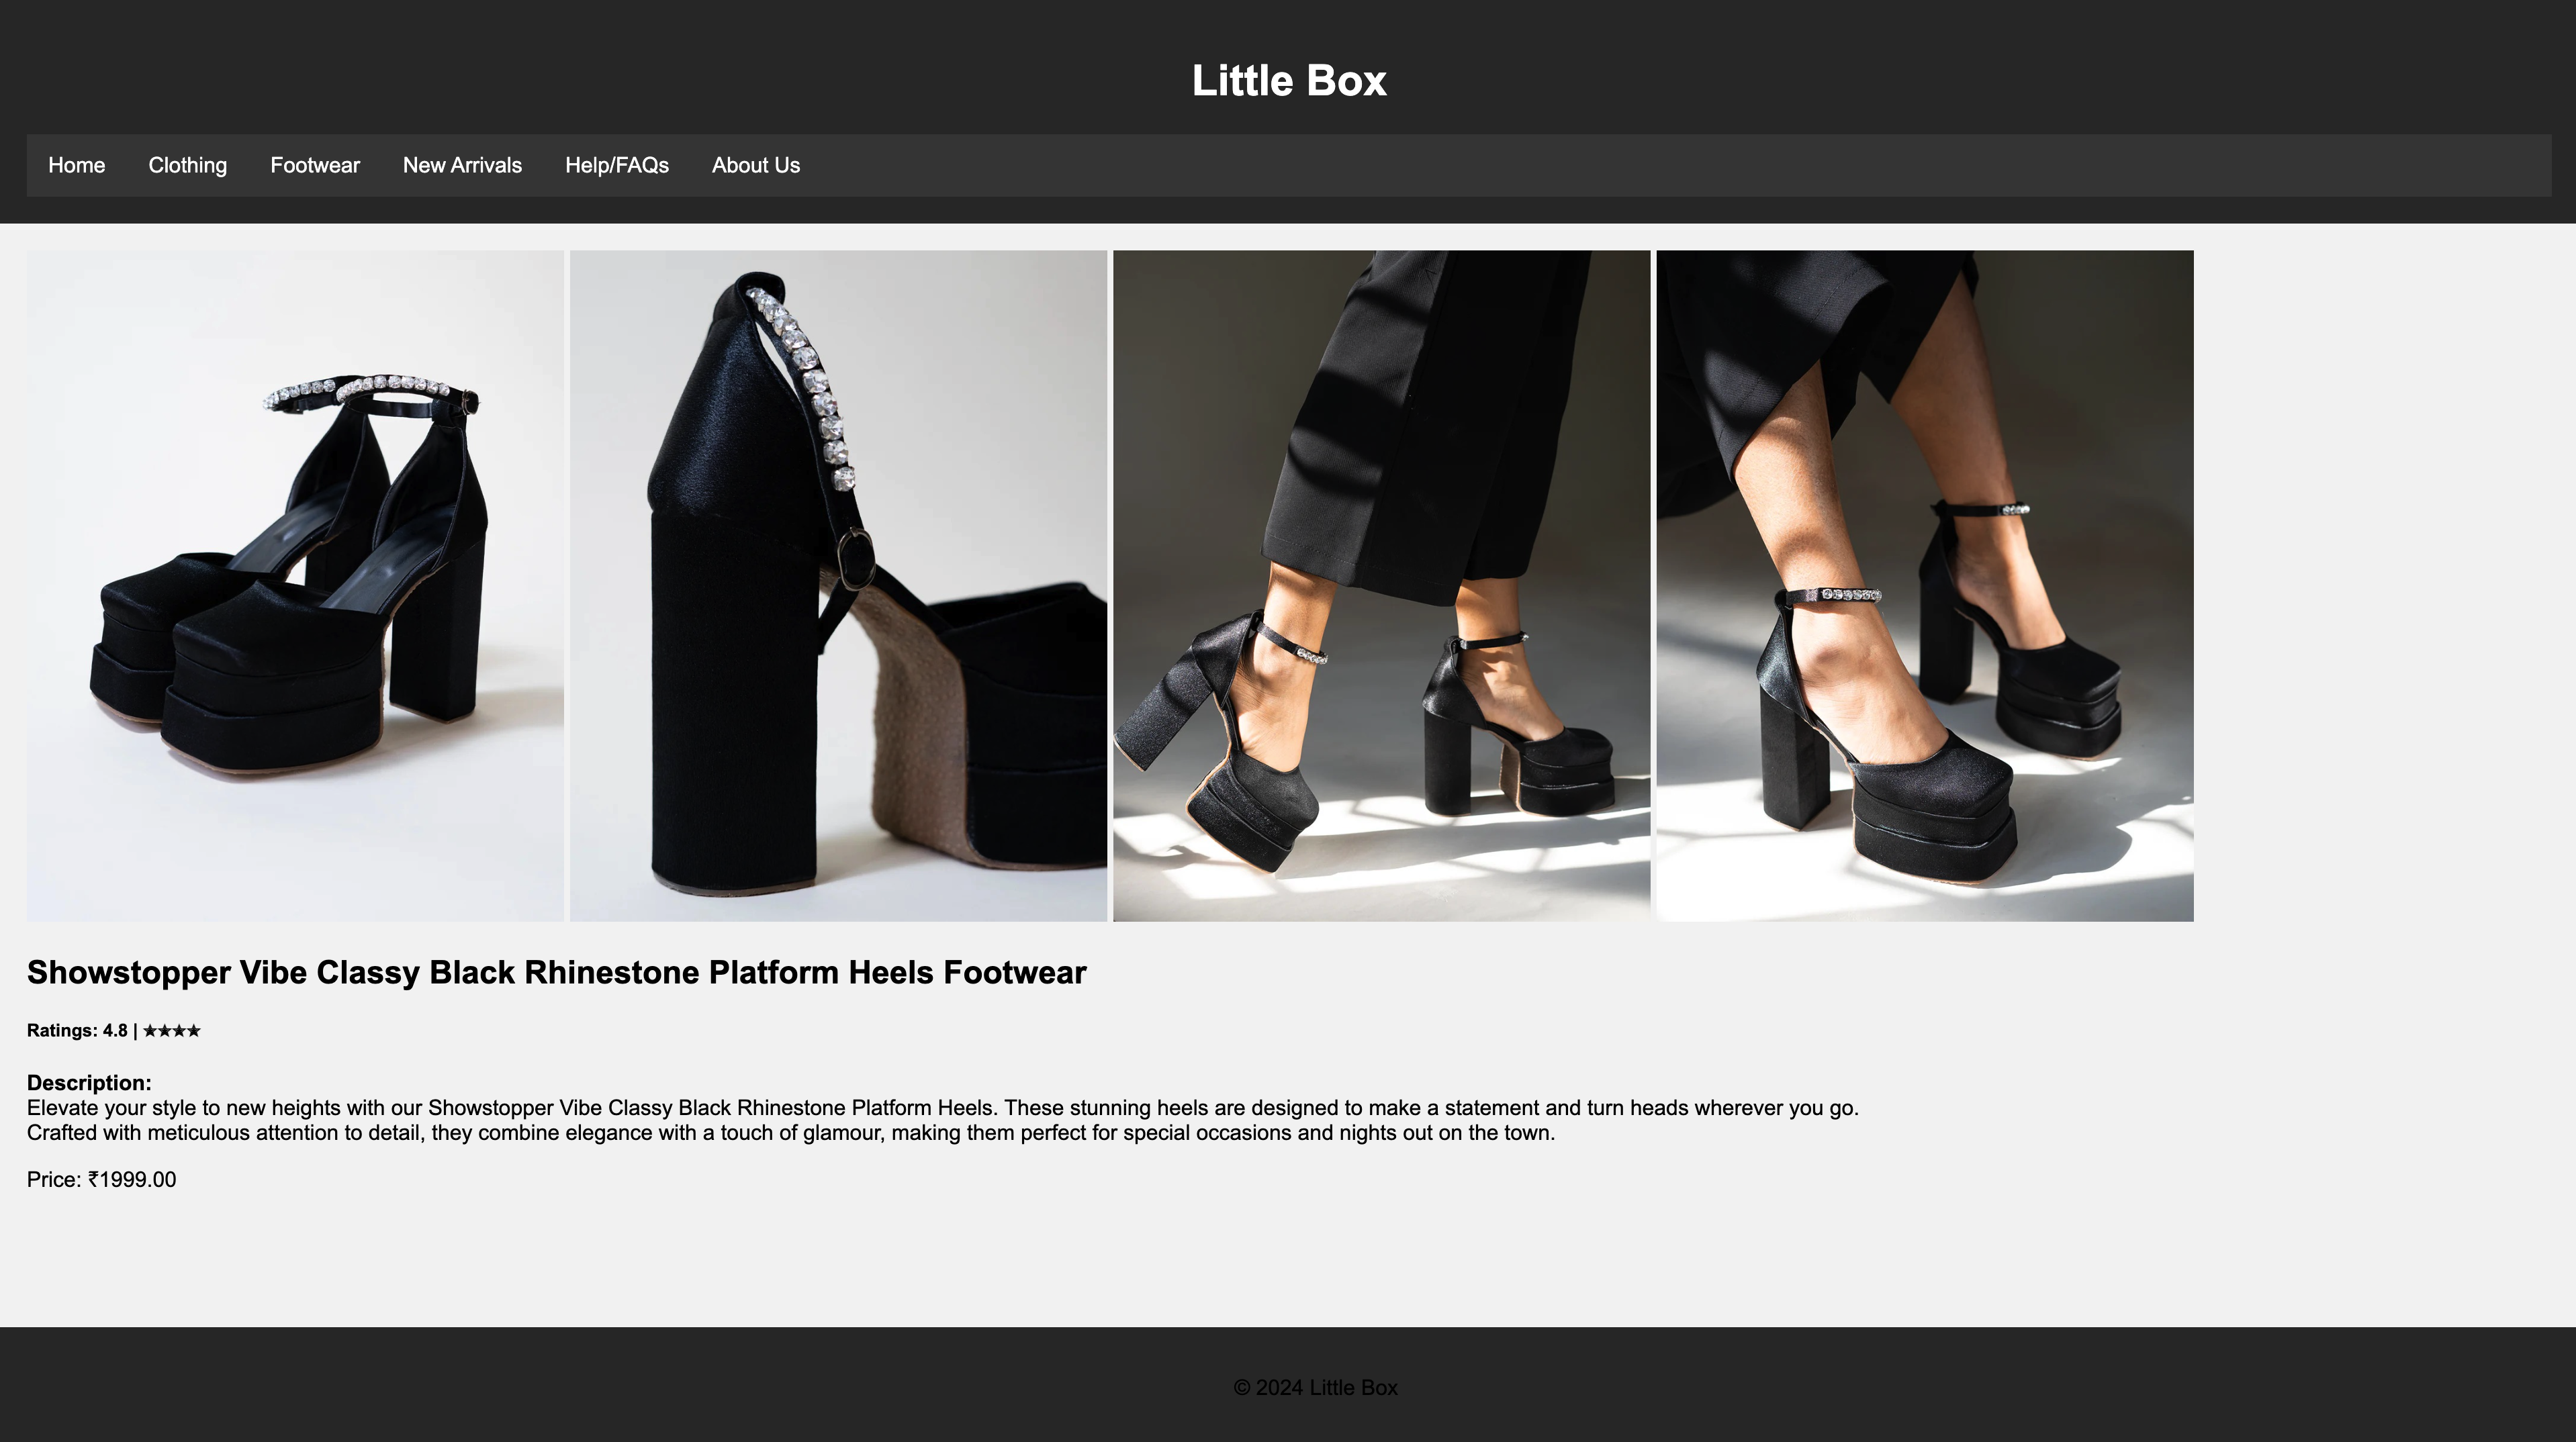 Little Box
Home Clothing Footwear New Arrivals Help/FAQs About Us
Showstopper Vibe Classy Black Rhinestone Platform Heels Footwear
Ratings: 4.8 | ★★★★
Description:
Elevate your style to new heights with our Showstopper Vibe Classy Black Rhinestone Platform Heels. These stunning heels are designed to make a statement and turn heads wherever you go.
Crafted with meticulous attention to detail, they combine elegance with a touch of glamour, making them perfect for special occasions and nights out on the town.
Price: ₹1999.00
© 2024 Little Box